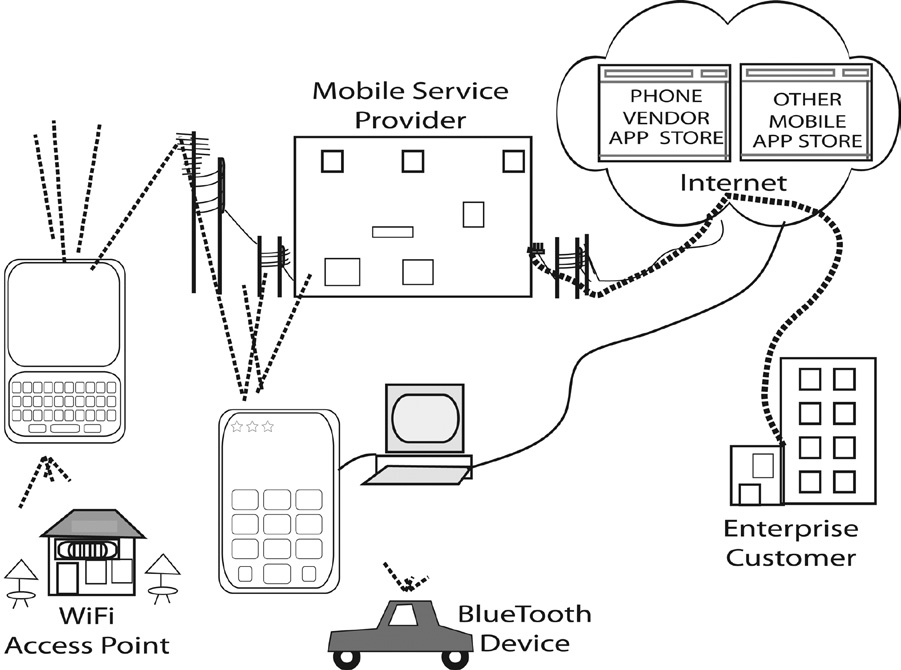 Mobile Service
Provider
PHONE
VENDOR
APP STORE
OTHER
MOBILE
APP STORE
Internet
Enterprise
Customer
WiFi
Access Point
BlueTooth
Device